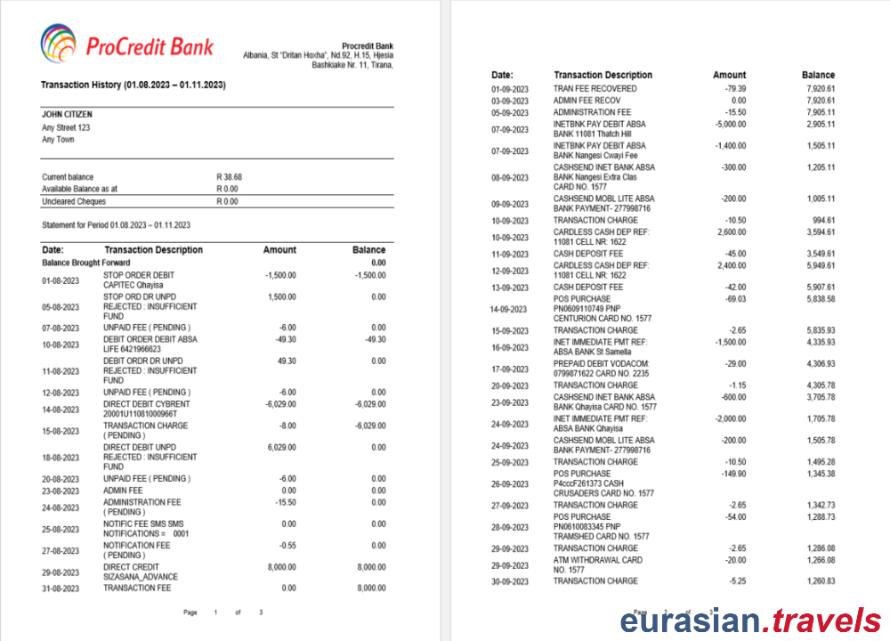 ProCredit Bank
Procredit Bank
Albania, St "Dritan Hoxha", Nd.92, H.15, Njesia
Bashkiake Nr. 11, Tirana,
Transaction History (01.08.2023 – 01.11.2023)
JOHN CITIZEN
Any Street 123
Any Town
Current balance R 38.68
Available Balance as at R 0.00
Uncleared Cheques R 0.00
Statement for Period 01.08.2023 – 01.11.2023
Date: Transaction Description Amount Balance
Balance Brought Forward 0.00
01-08-2023 STOP ORDER DEBIT -1,500.00 -1,500.00
CAPITEC Qhayisa
05-08-2023 STOP ORD DR UNPD 1,500.00 0.00
REJECTED : INSUFFICIENT
FUND
07-08-2023 UNPAID FEE ( PENDING ) -6.00 0.00
10-08-2023 DEBIT ORDER DEBIT ABSA -49.30 -49.30
LIFE 6421966623
11-08-2023 DEBIT ORDR DR UNPD 49.30 0.00
REJECTED : INSUFFICIENT
FUND
12-08-2023 UNPAID FEE ( PENDING ) -6.00 0.00
14-08-2023 DIRECT DEBIT CYBRENT -6,029.00 -6,029.00
20001U11081000966T
15-08-2023 TRANSACTION CHARGE -8.00 -6,029.00
( PENDING )
18-08-2023 DIRECT DEBIT UNPD 6,029.00 0.00
REJECTED : INSUFFICIENT
FUND
20-08-2023 UNPAID FEE ( PENDING ) -6.00 0.00
23-08-2023 ADMIN FEE 0.00 0.00
24-08-2023 ADMINISTRATION FEE -15.50 0.00
( PENDING )
25-08-2023 NOTIFIC FEE SMS SMS 0.00 0.00
NOTIFICATIONS = 0001
27-08-2023 NOTIFICATION FEE -0.55 0.00
( PENDING )
29-08-2023 DIRECT CREDIT 8,000.00 8,000.00
SIZASANA_ADVANCE
31-08-2023 TRANSACTION FEE 0.00 8,000.00
Page 1 of 3
Date: Transaction Description Amount Balance
01-09-2023 TRAN FEE RECOVERED -79.39 7,920.61
03-09-2023 ADMIN FEE RECOV 0.00 7,920.61
05-09-2023 ADMINISTRATION FEE -15.50 7,905.11
07-09-2023 INETBNK PAY DEBIT ABSA -5,000.00 2,905.11
BANK 11081 Thatch Hill
07-09-2023 INETBNK PAY DEBIT ABSA -1,400.00 1,505.11
BANK Nangesi Cwayi Fee
08-09-2023 CASHSEND INET BANK ABSA -300.00 1,205.11
BANK Nangesi Extra Clas
CARD NO. 1577
09-09-2023 CASHSEND MOBL LITE ABSA -200.00 1,005.11
BANK PAYMENT- 277998716
10-09-2023 TRANSACTION CHARGE -10.50 994.61
10-09-2023 CARDLESS CASH DEP REF: 2,600.00 3,594.61
11081 CELL NR: 1622
11-09-2023 CASH DEPOSIT FEE -45.00 3,549.61
12-09-2023 CARDLESS CASH DEP REF: 2,400.00 5,949.61
11081 CELL NR: 1622
13-09-2023 CASH DEPOSIT FEE -42.00 5,907.61
14-09-2023 POS PURCHASE -69.03 5,838.58
PN0609110749 PNP
CENTURION CARD NO. 1577
15-09-2023 TRANSACTION CHARGE -2.65 5,835.93
16-09-2023 INET IMMEDIATE PMT REF: -1,500.00 4,335.93
ABSA BANK St Samella
17-09-2023 PREPAID DEBIT VODACOM: -29.00 4,306.93
0799871622 CARD NO. 2235
20-09-2023 TRANSACTION CHARGE -1.15 4,305.78
23-09-2023 CASHSEND INET BANK ABSA -600.00 3,705.78
BANK Qhayisa CARD NO. 1577
24-09-2023 INET IMMEDIATE PMT REF: -2,000.00 1,705.78
ABSA BANK Qhayisa
24-09-2023 CASHSEND MOBL LITE ABSA -200.00 1,505.78
BANK PAYMENT- 277998716
25-09-2023 TRANSACTION CHARGE -10.50 1,495.28
26-09-2023 POS PURCHASE -149.90 1,345.38
P4cccF261373 CASH
CRUSADERS CARD NO. 1577
27-09-2023 TRANSACTION CHARGE -2.65 1,342.73
28-09-2023 POS PURCHASE -54.00 1,288.73
PN0610083345 PNP
TRAMSHED CARD NO. 1577
29-09-2023 TRANSACTION CHARGE -2.65 1,286.08
29-09-2023 ATM WITHDRAWAL CARD -20.00 1,266.08
NO. 1577
30-09-2023 TRANSACTION CHARGE -5.25 1,260.83
eurasian.travels